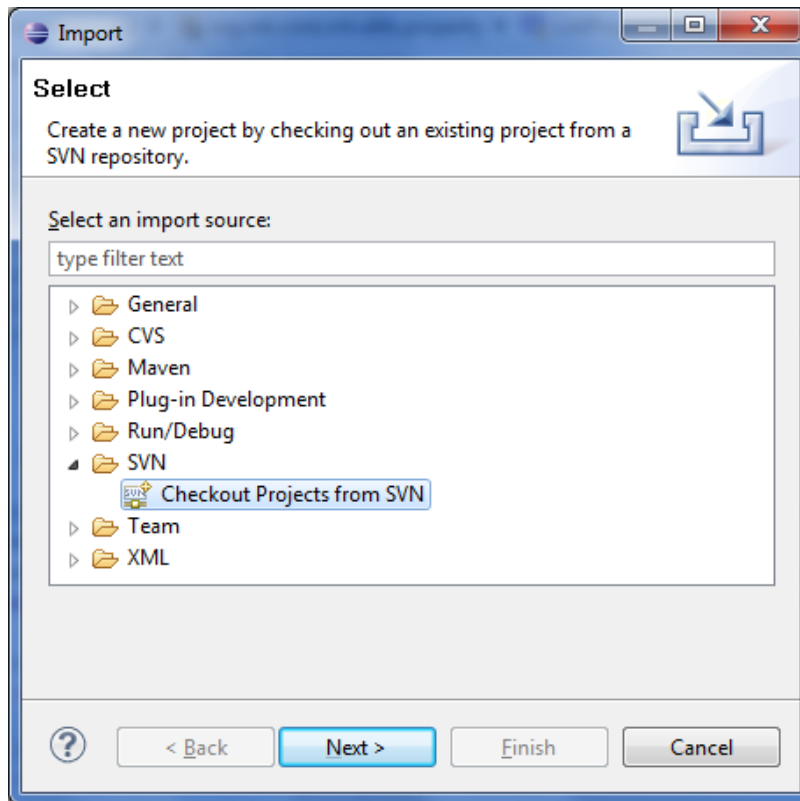 Import
Select
Create a new project by checking out an existing project from a
SVN repository.
Select an import source:
type filter text
General
CVS
Maven
Plug-in Development
Run/Debug
SVN
Checkout Projects from SVN
Team
XML
< Back Next > Finish Cancel